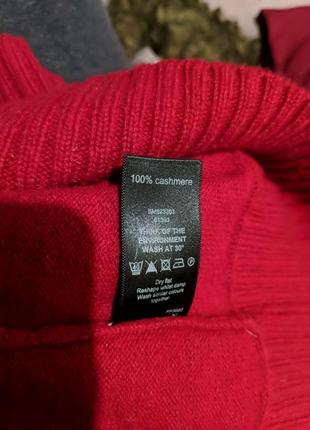 100% cashmere
THINK OF THE
ENVIRONMENT
WASH AT 30°
Dry flat
Reshape whilst damp
Wash similar colours
together